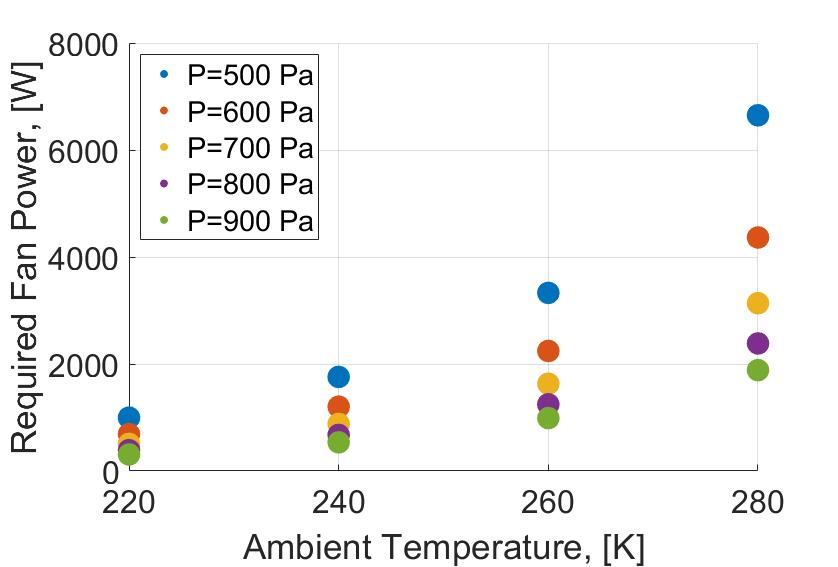 8000
6000
4000
2000
0
Required Fan Power, [W]
P=500 Pa
P=600 Pa
P=700 Pa
P=800 Pa
P=900 Pa
220 240 260 280
Ambient Temperature, [K]